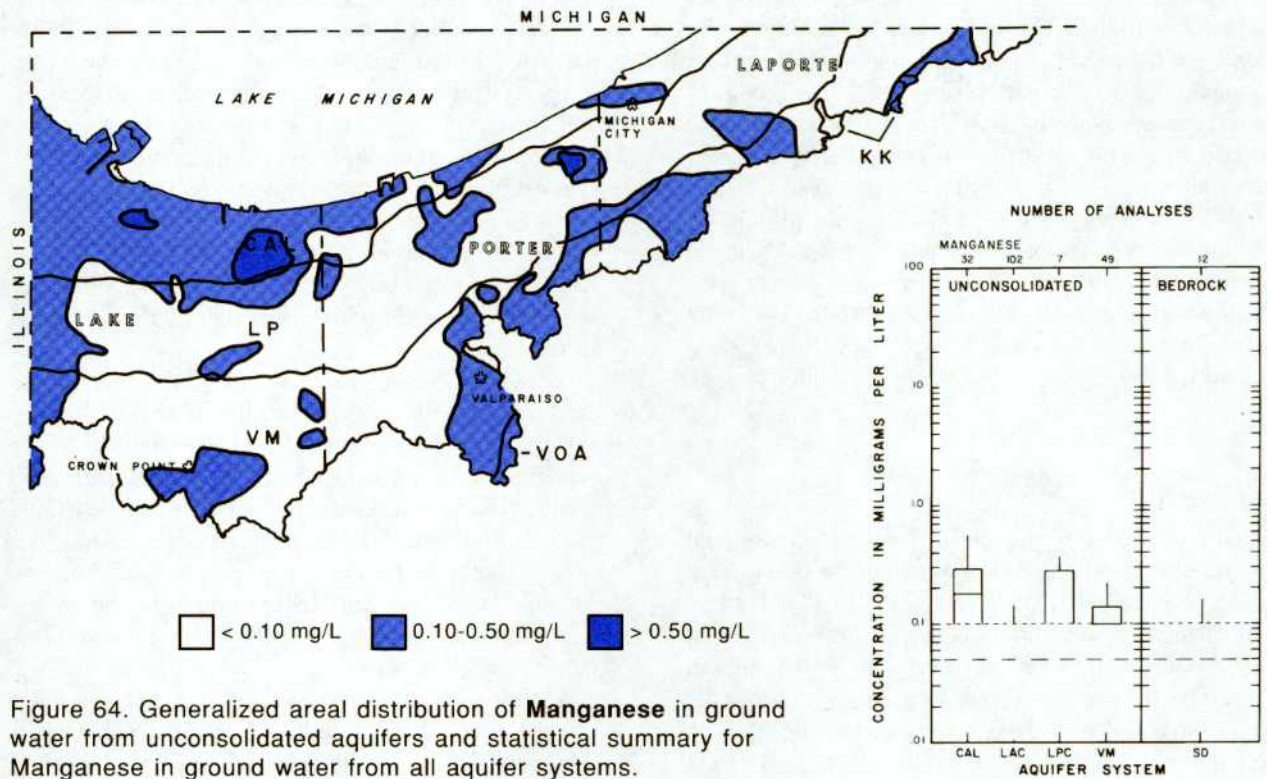 MICHIGAN
LAPORTE
LAKE MICHIGAN
MICHIGAN
CITY
KK
ILLINOIS
CAL
PORTER
LAKE
LP
VALPARAISO
VM
VOA
CROWN POINT
< 0.10 mg/L
0.10-0.50 mg/L
> 0.50 mg/L
NUMBER OF ANALYSES
MANGANESE
32 102 7 49 12
UNCONSOLIDATED BEDROCK
CONCENTRATION IN MILLIGRAMS PER LITER
100
10
1.0
0.1
.01
CAL LAC LPC VM SD
AQUIFER SYSTEM
Figure 64. Generalized areal distribution of Manganese in ground
water from unconsolidated aquifers and statistical summary for
Manganese in ground water from all aquifer systems.